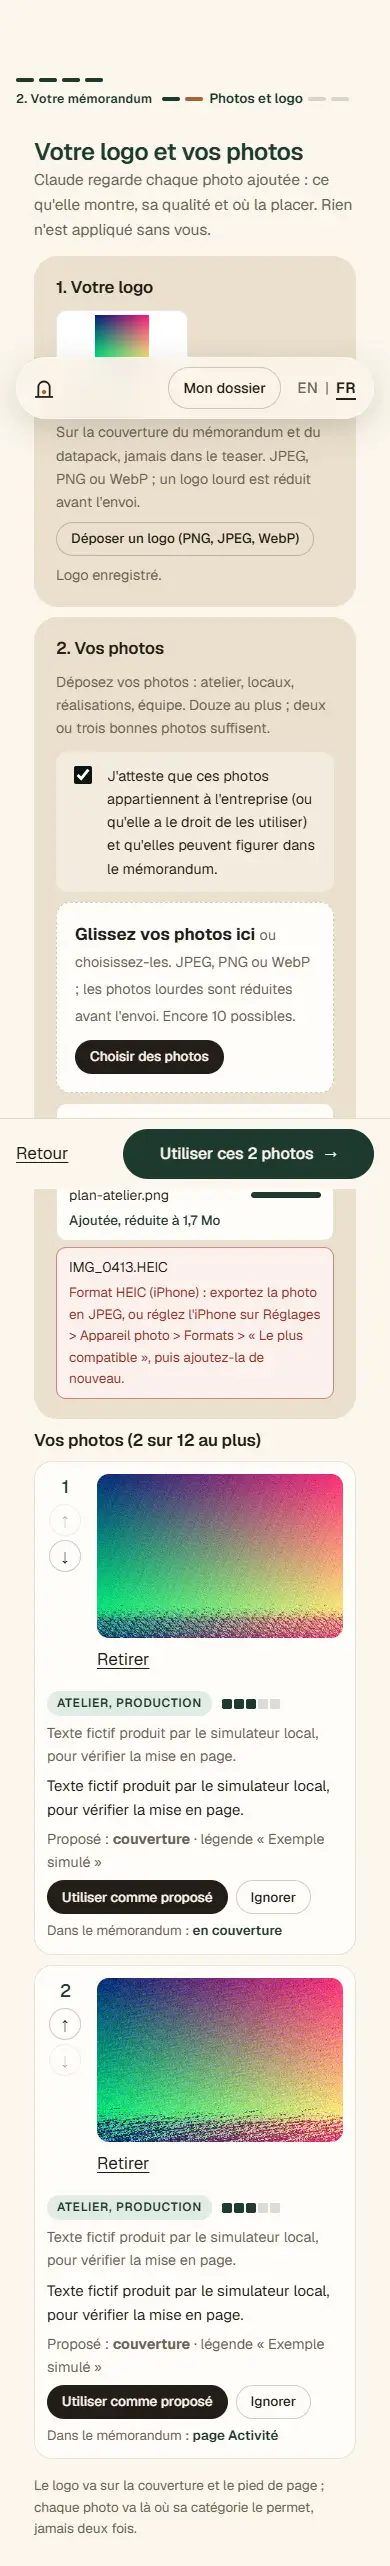 2. Votre mémorandum Photos et logo
Votre logo et vos photos
Claude regarde chaque photo ajoutée : ce
qu'elle montre, sa qualité et où la placer. Rien
n'est appliqué sans vous.
1. Votre logo
Mon dossier EN | FR
Sur la couverture du mémorandum et du
datapack, jamais dans le teaser. JPEG,
PNG ou WebP ; un logo lourd est réduit
avant l'envoi.
Déposer un logo (PNG, JPEG, WebP)
Logo enregistré.
2. Vos photos
Déposez vos photos : atelier, locaux,
réalisations, équipe. Douze au plus ; deux
ou trois bonnes photos suffisent.
J'atteste que ces photos
appartiennent à l'entreprise (ou
qu'elle a le droit de les utiliser)
et qu'elles peuvent figurer dans
le mémorandum.
Glissez vos photos ici ou
choisissez-les. JPEG, PNG ou WebP
; les photos lourdes sont réduites
avant l'envoi. Encore 10 possibles.
Choisir des photos
Retour Utiliser ces 2 photos →
plan-atelier.png
Ajoutée, réduite à 1,7 Mo
IMG_0413.HEIC
Format HEIC (iPhone) : exportez la photo
en JPEG, ou réglez l'iPhone sur Réglages
> Appareil photo > Formats > « Le plus
compatible », puis ajoutez-la de
nouveau.
Vos photos (2 sur 12 au plus)
1
↑
↓
Retirer
ATELIER, PRODUCTION
Texte fictif produit par le simulateur local,
pour vérifier la mise en page.
Texte fictif produit par le simulateur local,
pour vérifier la mise en page.
Proposé : couverture · légende « Exemple
simulé »
Utiliser comme proposé Ignorer
Dans le mémorandum : en couverture
2
↑
↓
Retirer
ATELIER, PRODUCTION
Texte fictif produit par le simulateur local,
pour vérifier la mise en page.
Texte fictif produit par le simulateur local,
pour vérifier la mise en page.
Proposé : couverture · légende « Exemple
simulé »
Utiliser comme proposé Ignorer
Dans le mémorandum : page Activité
Le logo va sur la couverture et le pied de page ;
chaque photo va là où sa catégorie le permet,
jamais deux fois.